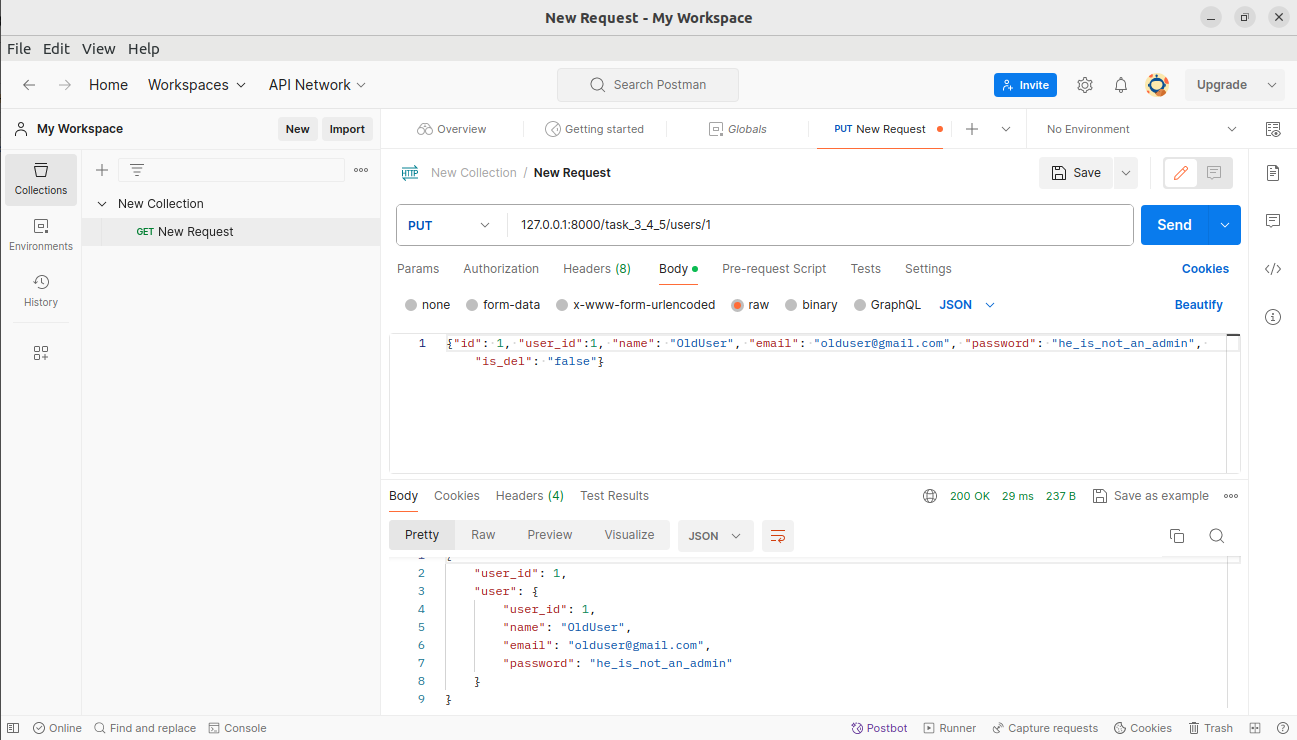 New Request - My Workspace
File Edit View Help
Home Workspaces API Network Search Postman Invite Upgrade
My Workspace New Import
Overview Getting started Globals PUT New Request No Environment
Collections
Environments
History
New Collection
GET New Request
HTTP New Collection / New Request Save
PUT 127.0.0.1:8000/task_3_4_5/users/1 Send
Params Authorization Headers (8) Body Pre-request Script Tests Settings Cookies
none form-data x-www-form-urlencoded raw binary GraphQL JSON Beautify
1 {"id": 1, "user_id":1, "name": "OldUser", "email": "olduser@gmail.com", "password": "he_is_not_an_admin",
"is_del": "false"}
Body Cookies Headers (4) Test Results 200 OK 29 ms 237 B Save as example
Pretty Raw Preview Visualize JSON
2 "user_id": 1,
3 "user": {
4 "user_id": 1,
5 "name": "OldUser",
6 "email": "olduser@gmail.com",
7 "password": "he_is_not_an_admin"
8 }
9 }
Online Find and replace Console Postbot Runner Capture requests Cookies Trash